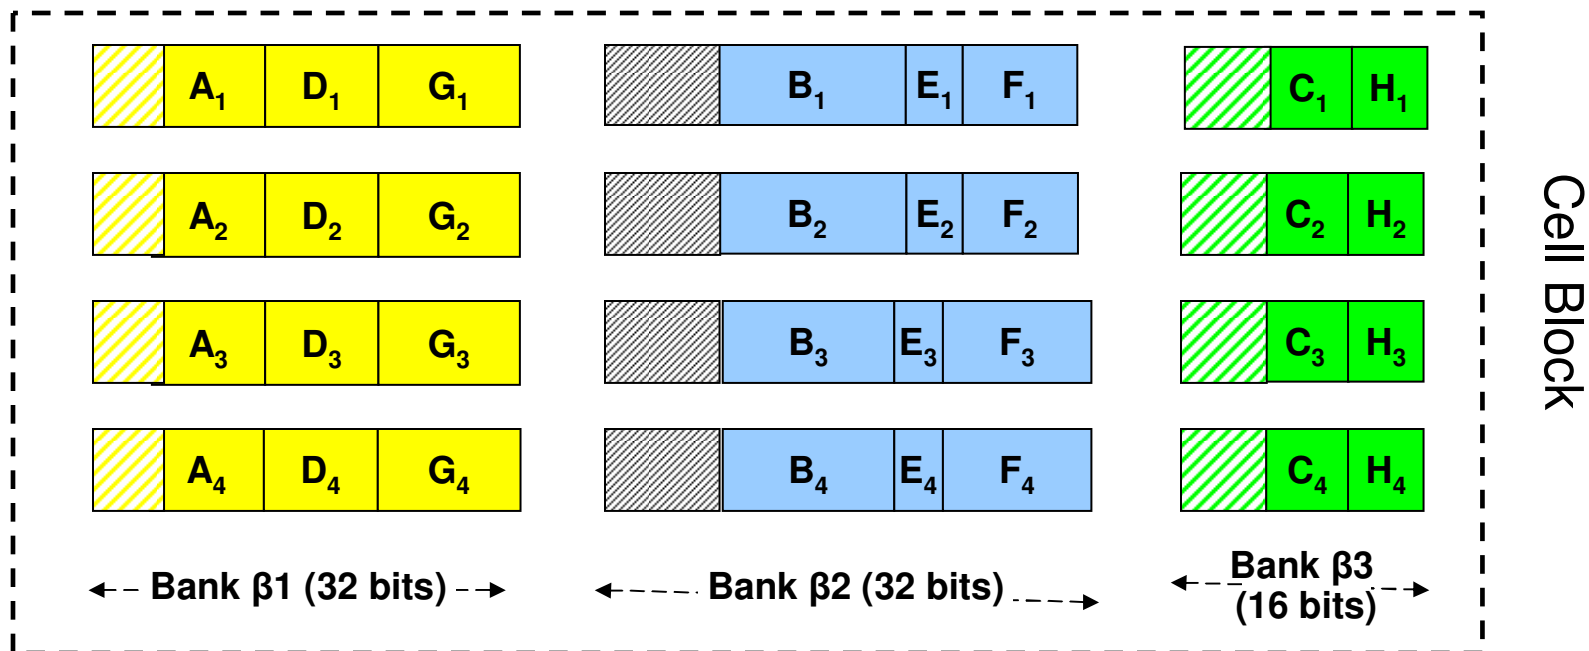 A1 D1 G1 B1 E1 F1 C1 H1
A2 D2 G2 B2 E2 F2 C2 H2
A3 D3 G3 B3 E3 F3 C3 H3
A4 D4 G4 B4 E4 F4 C4 H4
Bank β1 (32 bits)
Bank β2 (32 bits)
Bank β3
(16 bits)
Cell Block